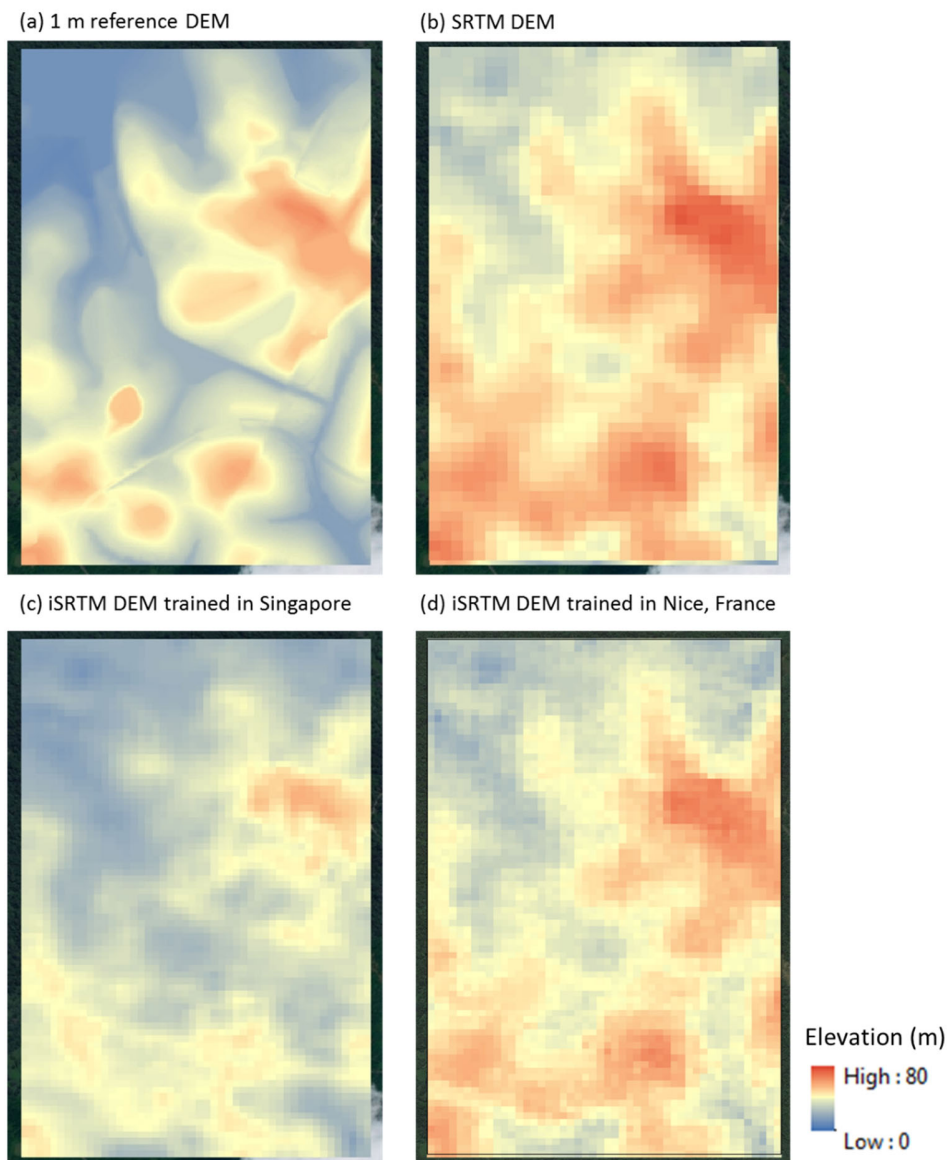 (a) 1 m reference DEM
(b) SRTM DEM
(c) iSRTM DEM trained in Singapore
(d) iSRTM DEM trained in Nice, France
Elevation (m)
High : 80
Low : 0